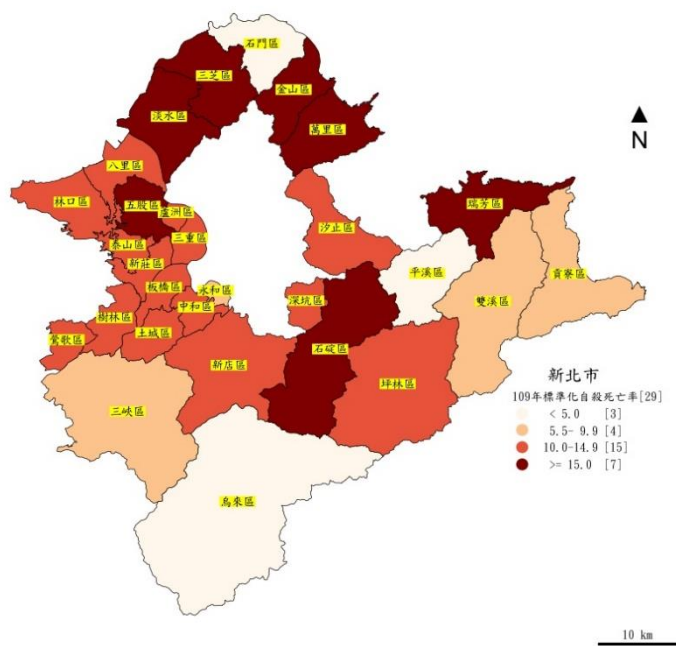 石門區
三芝區
金山區
淡水區
萬里區
N
八里區
林口區
五股區
蘆洲區
瑞芳區
汐止區
三重區
泰山區
新莊區
平溪區
貢寮區
板橋區
永和區
深坑區
雙溪區
中和區
樹林區
土城區
鶯歌區
石碇區
新店區
坪林區
三峽區
烏來區
新北市
109年標準化自殺死亡率[29]
< 5.0 [3]
5.5- 9.9 [4]
10.0-14.9 [15]
>= 15.0 [7]
10 km